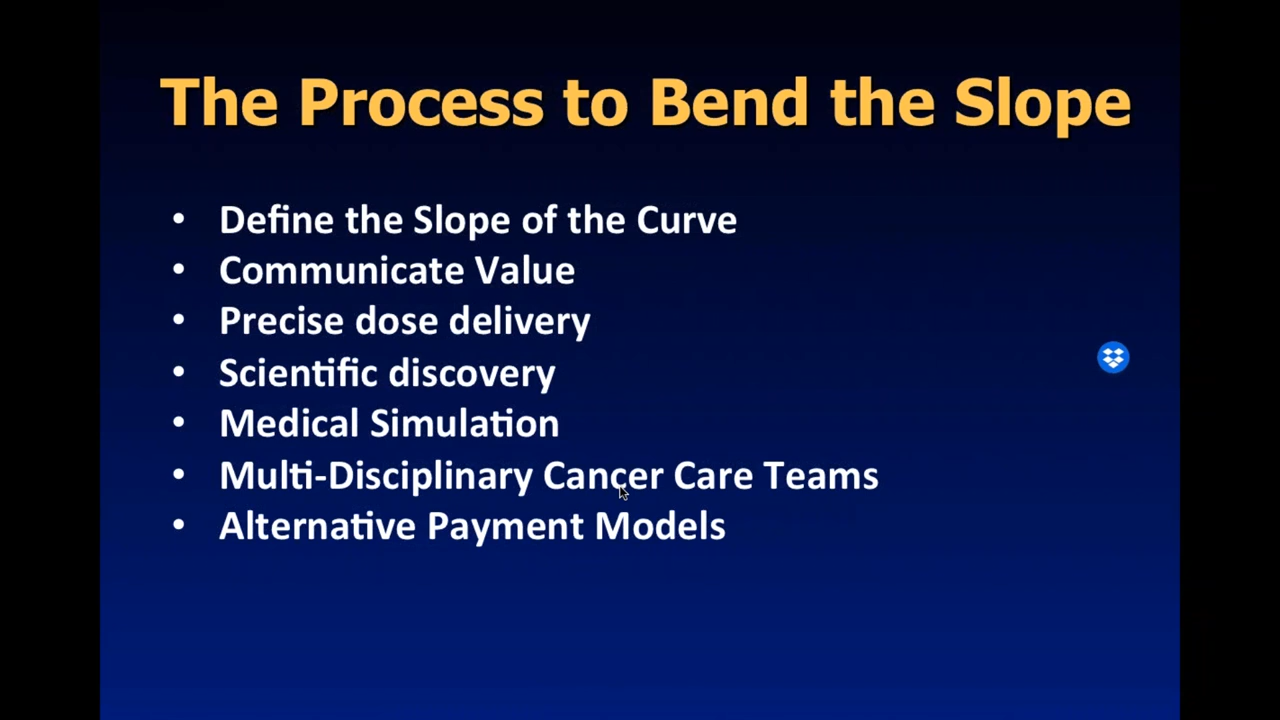 The Process to Bend the Slope
• Define the Slope of the Curve
• Communicate Value
• Precise dose delivery
• Scientific discovery
• Medical Simulation
• Multi-Disciplinary Cancer Care Teams
• Alternative Payment Models